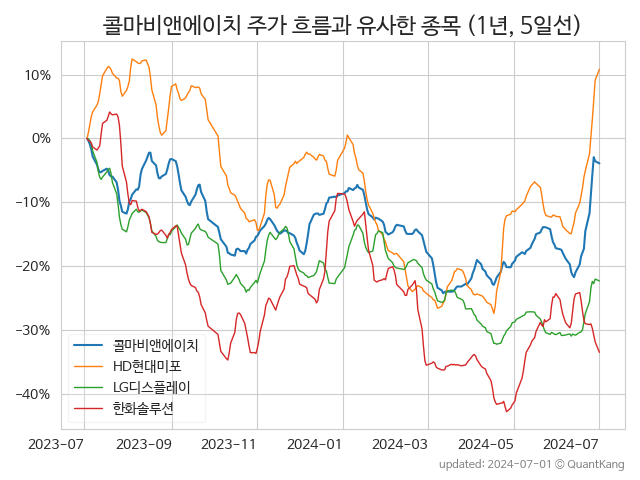 콜마비앤에이치 주가 흐름과 유사한 종목 (1년, 5일선)
10%
0%
−10%
−20%
−30%
−40%
콜마비앤에이치
HD현대미포
LG디스플레이
한화솔루션
2023-07 2023-09 2023-11 2024-01 2024-03 2024-05 2024-07
updated: 2024-07-01 © QuantKang